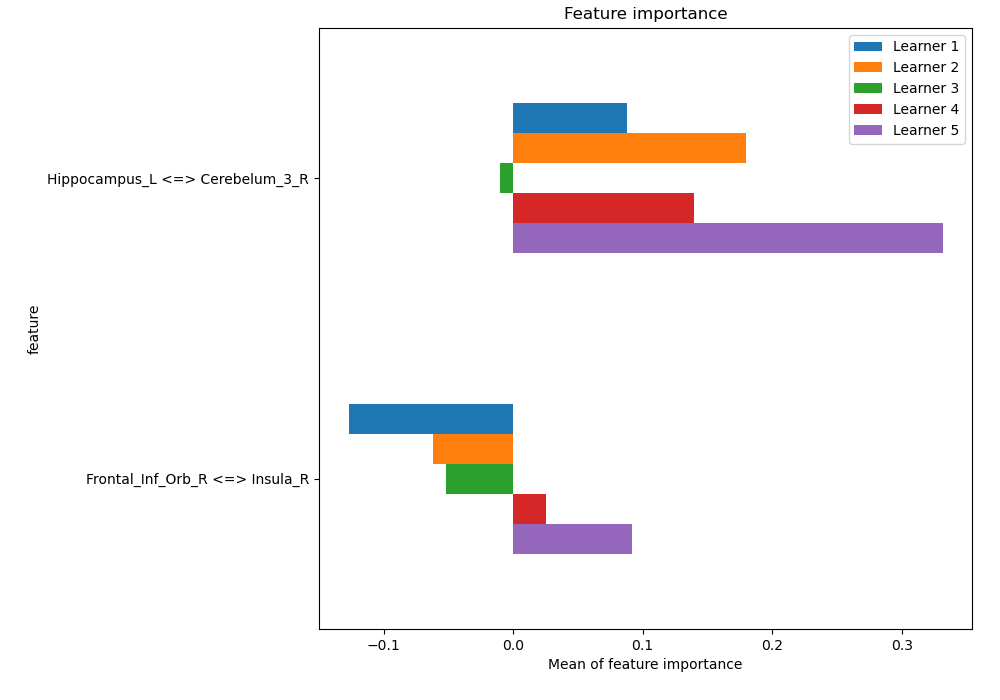 Feature importance
Learner 1
Learner 2
Learner 3
Learner 4
Learner 5
Hippocampus_L <=> Cerebelum_3_R
feature
Frontal_Inf_Orb_R <=> Insula_R
−0.1 0.0 0.1 0.2 0.3
Mean of feature importance